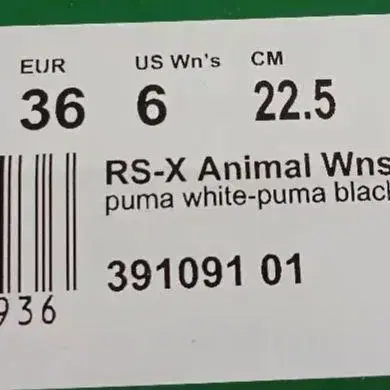 EUR US Wn's CM
36 6 22.5
RS-X Animal Wns
puma white-puma black
391091 01
936